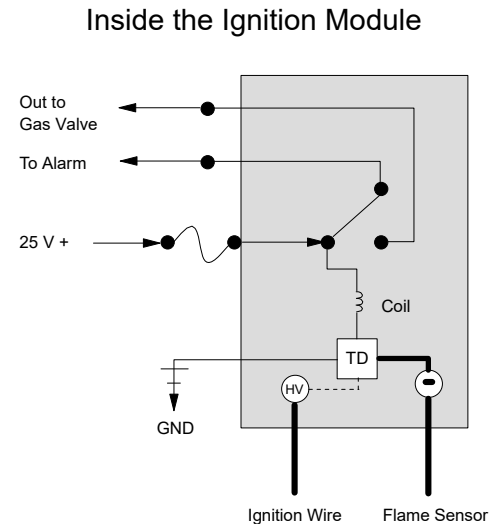 Inside the Ignition Module
Out to
Gas Valve
To Alarm
25 V +
Coil
TD
HV
GND
Ignition Wire
Flame Sensor